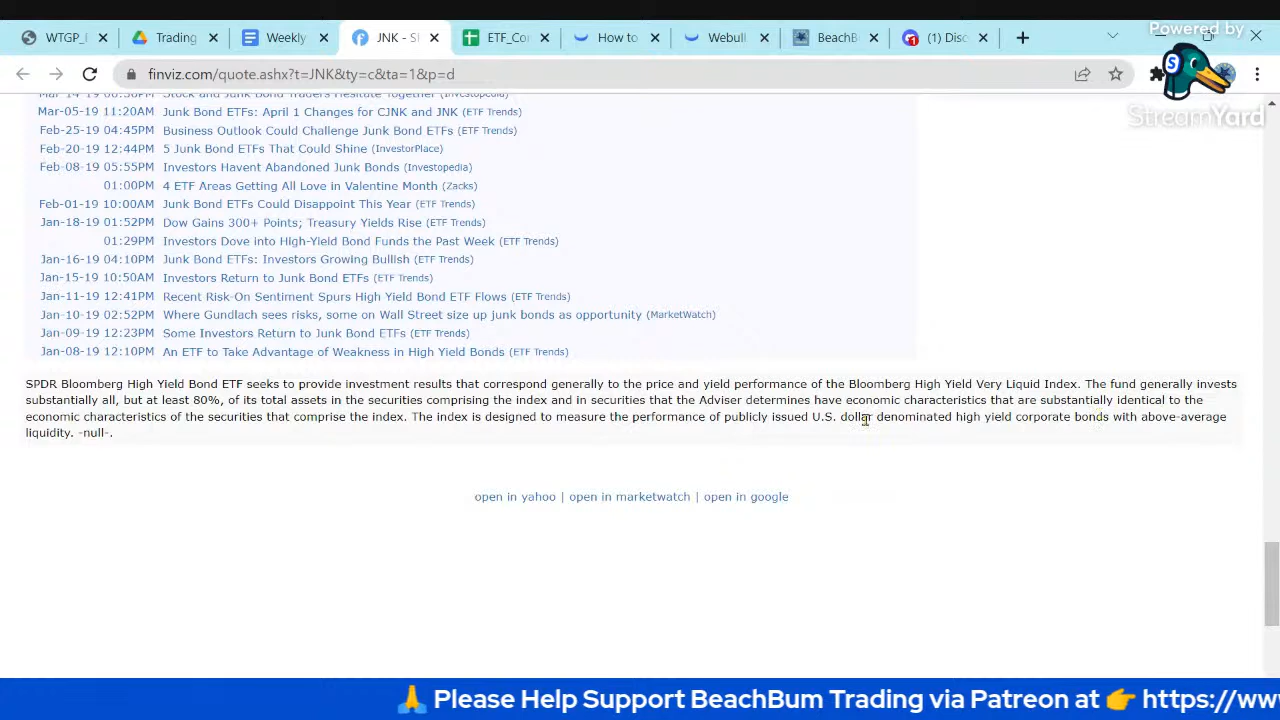 Powered by
WTGP_I
Trading
Weekly
JNK - S
ETF_Co
How to
Webull
BeachB
(1) Disc
finviz.com/quote.ashx?t=JNK&ty=c&ta=1&p=d
S
StreamYard
Mar-14-19 Stock and Junk Bond Traders Hesitate Together (Investopedia)
Mar-05-19 11:20AM Junk Bond ETFs: April 1 Changes for CJNK and JNK (ETF Trends)
Feb-25-19 04:45PM Business Outlook Could Challenge Junk Bond ETFs (ETF Trends)
Feb-20-19 12:44PM 5 Junk Bond ETFs That Could Shine (InvestorPlace)
Feb-08-19 05:55PM Investors Havent Abandoned Junk Bonds (Investopedia)
01:00PM 4 ETF Areas Getting All Love in Valentine Month (Zacks)
Feb-01-19 10:00AM Junk Bond ETFs Could Disappoint This Year (ETF Trends)
Jan-18-19 01:52PM Dow Gains 300+ Points; Treasury Yields Rise (ETF Trends)
01:29PM Investors Dove into High-Yield Bond Funds the Past Week (ETF Trends)
Jan-16-19 04:10PM Junk Bond ETFs: Investors Growing Bullish (ETF Trends)
Jan-15-19 10:50AM Investors Return to Junk Bond ETFs (ETF Trends)
Jan-11-19 12:41PM Recent Risk-On Sentiment Spurs High Yield Bond ETF Flows (ETF Trends)
Jan-10-19 02:52PM Where Gundlach sees risks, some on Wall Street size up junk bonds as opportunity (MarketWatch)
Jan-09-19 12:23PM Some Investors Return to Junk Bond ETFs (ETF Trends)
Jan-08-19 12:10PM An ETF to Take Advantage of Weakness in High Yield Bonds (ETF Trends)
SPDR Bloomberg High Yield Bond ETF seeks to provide investment results that correspond generally to the price and yield performance of the Bloomberg High Yield Very Liquid Index. The fund generally invests
substantially all, but at least 80%, of its total assets in the securities comprising the index and in securities that the Adviser determines have economic characteristics that are substantially identical to the
economic characteristics of the securities that comprise the index. The index is designed to measure the performance of publicly issued U.S. dollar denominated high yield corporate bonds with above-average
liquidity. -null-.
open in yahoo | open in marketwatch | open in google
🙏 Please Help Support BeachBum Trading via Patreon at 👉 https://ww